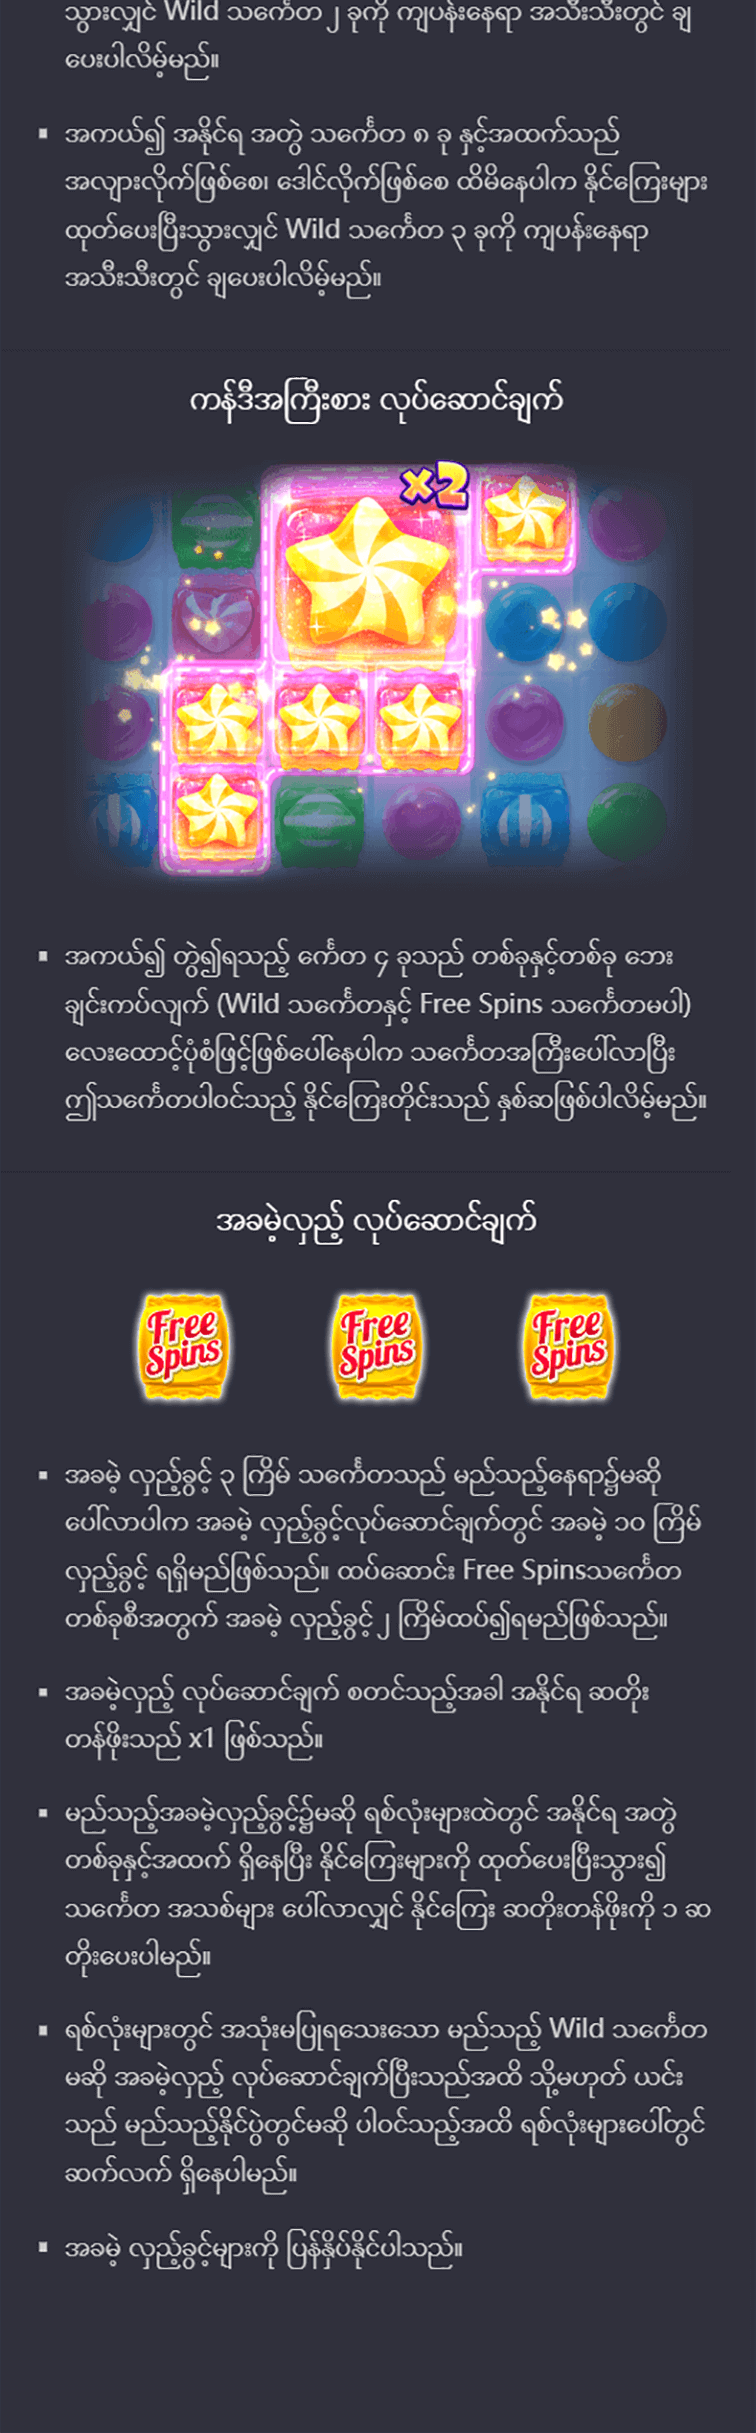 သွားလျှင် Wild သင်္ကေတ ၂ ခုကို ကျပန်းနေရာ အသီးသီးတွင် ချ
ပေးပါလိမ့်မည်။
အကယ်၍ အနိုင်ရ အတွဲ သင်္ကေတ ၈ ခု နှင့်အထက်သည်
အလျားလိုက်ဖြစ်စေ၊ ဒေါင်လိုက်ဖြစ်စေ ထိမိနေပါက နိုင်ကြေးများ
ထုတ်ပေးပြီးသွားလျှင် Wild သင်္ကေတ ၃ ခုကို ကျပန်းနေရာ
အသီးသီးတွင် ချပေးပါလိမ့်မည်။
ကန်ဒီအကြီးစား လုပ်ဆောင်ချက်
x2
အကယ်၍ တွဲ၍ရသည့် င်္ကေတ ၄ ခုသည် တစ်ခုနှင့်တစ်ခု ဘေး
ချင်းကပ်လျက် (Wild သင်္ကေတနှင့် Free Spins သင်္ကေတမပါ)
လေးထောင့်ပုံစံဖြင့်ဖြစ်ပေါ်နေပါက သင်္ကေတအကြီးပေါ်လာပြီး
ဤသင်္ကေတပါဝင်သည့် နိုင်ကြေးတိုင်းသည် နှစ်ဆဖြစ်ပါလိမ့်မည်။
အခမဲ့လှည့် လုပ်ဆောင်ချက်
Free Spins Free Spins Free Spins
အခမဲ့ လှည့်ခွင့် ၃ ကြိမ် သင်္ကေတသည် မည်သည့်နေရာ၌မဆို
ပေါ်လာပါက အခမဲ့ လှည့်ခွင့်လုပ်ဆောင်ချက်တွင် အခမဲ့ ၁၀ ကြိမ်
လှည့်ခွင့် ရရှိမည်ဖြစ်သည်။ ထပ်ဆောင်း Free Spinsသင်္ကေတ
တစ်ခုစီအတွက် အခမဲ့ လှည့်ခွင့် ၂ ကြိမ်ထပ်၍ရမည်ဖြစ်သည်။
အခမဲ့လှည့် လုပ်ဆောင်ချက် စတင်သည့်အခါ အနိုင်ရ ဆတိုး
တန်ဖိုးသည် x1 ဖြစ်သည်။
မည်သည့်အခမဲ့လှည့်ခွင့်၌မဆို ရစ်လုံးများထဲတွင် အနိုင်ရ အတွဲ
တစ်ခုနှင့်အထက် ရှိနေပြီး နိုင်ကြေးများကို ထုတ်ပေးပြီးသွား၍
သင်္ကေတ အသစ်များ ပေါ်လာလျှင် နိုင်ကြေး ဆတိုးတန်ဖိုးကို ၁ ဆ
တိုးပေးပါမည်။
ရစ်လုံးများတွင် အသုံးမပြုရသေးသော မည်သည့် Wild သင်္ကေတ
မဆို အခမဲ့လှည့် လုပ်ဆောင်ချက်ပြီးသည်အထိ သို့မဟုတ် ယင်း
သည် မည်သည့်နိုင်ပွဲတွင်မဆို ပါဝင်သည့်အထိ ရစ်လုံးများပေါ်တွင်
ဆက်လက် ရှိနေပါမည်။
အခမဲ့ လှည့်ခွင့်များကို ပြန်နှိပ်နိုင်ပါသည်။